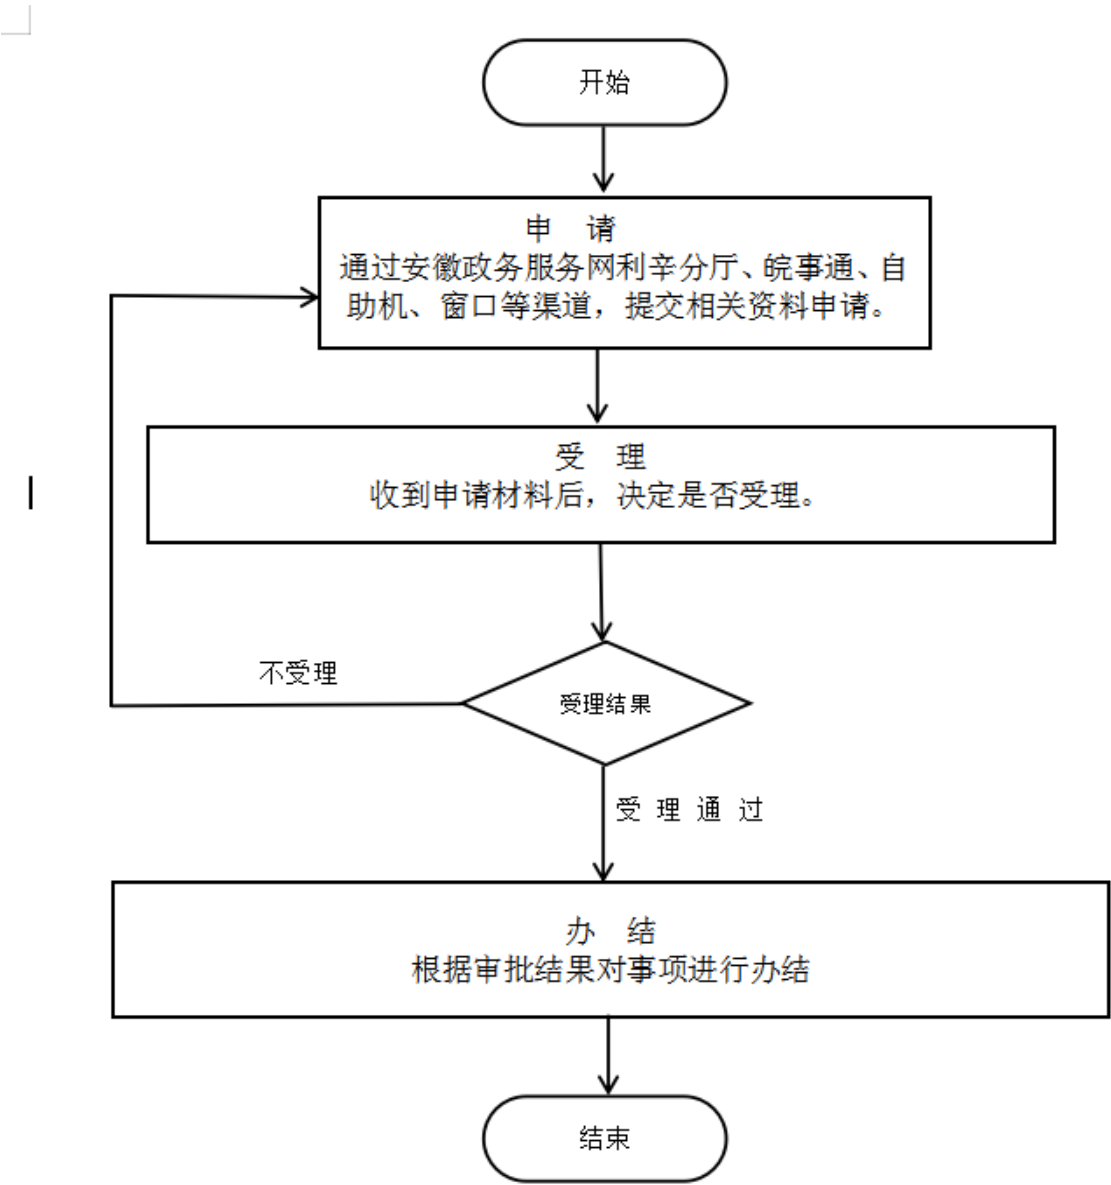 开始
申 请
通过安徽政务服务网利辛分厅、皖事通、自
助机、窗口等渠道，提交相关资料申请。
受 理
收到申请材料后，决定是否受理。
不受理
受理结果
受 理 通 过
办 结
根据审批结果对事项进行办结
结束